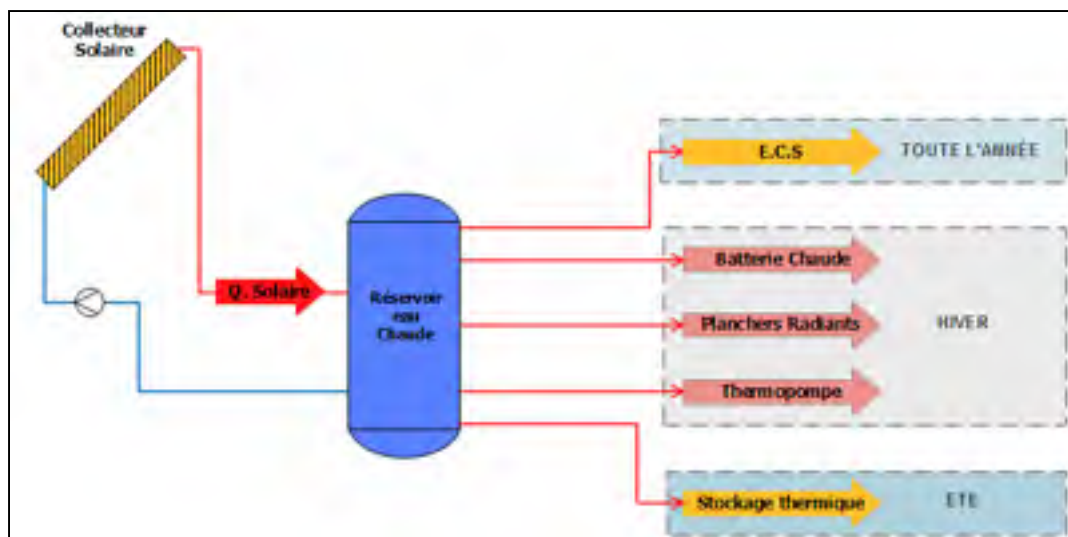 Collecteur
Solaire
E.C.S
TOUTE L'ANNÉE
Batterie Chaude
Q. Solaire
Réservoir
eau
Chaude
Planchers Radiants
HIVER
Thermopompe
Stockage thermique
ETE